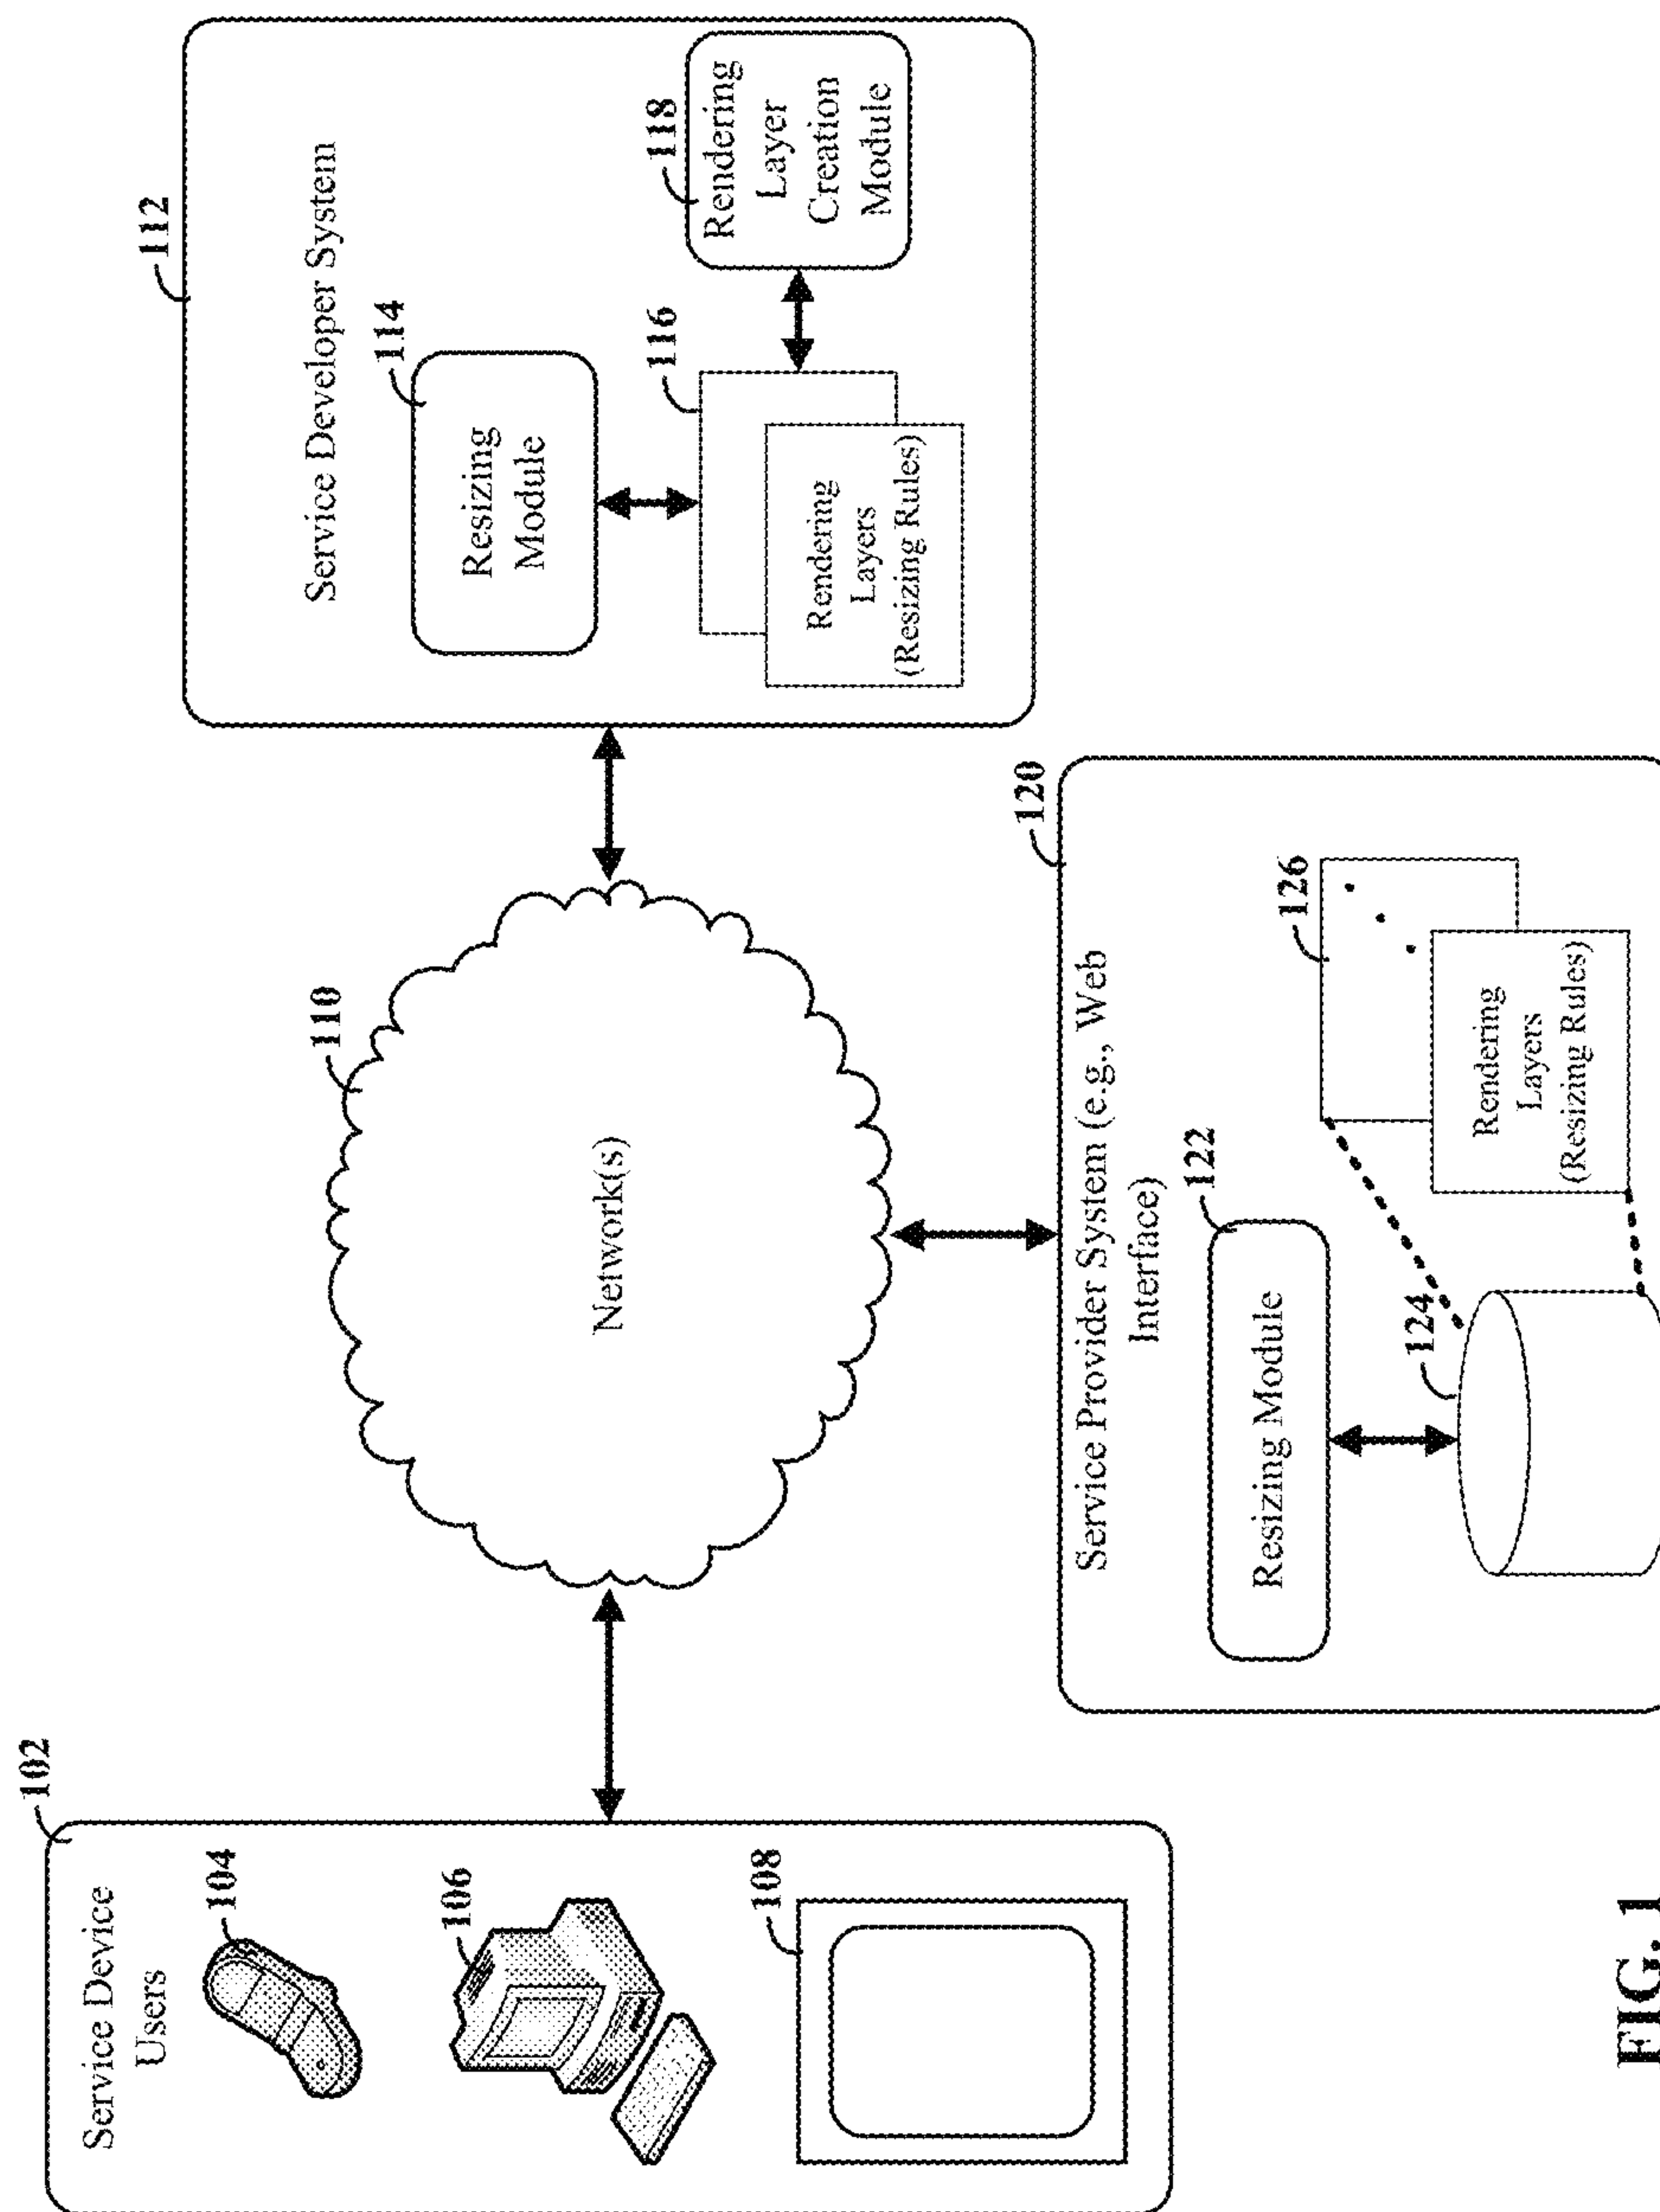 102
Service Device
Users
104
106
108
110
Network(s)
112
Service Developer System
114
Resizing
Module
116
Rendering
Layers
(Resizing Rules)
118
Rendering
Layer
Creation
Module
120
Service Provider System (e.g., Web
Interface)
122
Resizing Module
124
126
Rendering
Layers
(Resizing Rules)
FIG. 1